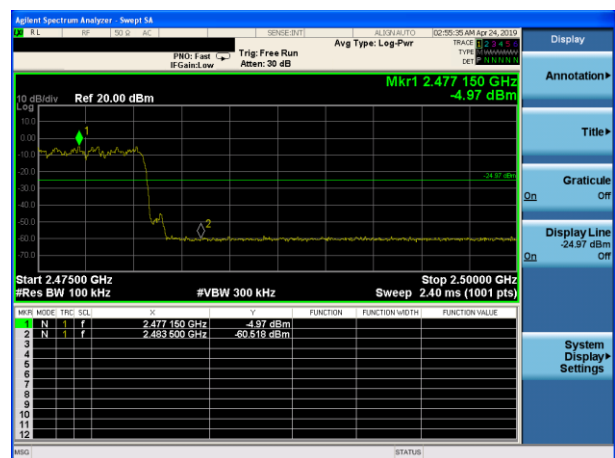 Agilent Spectrum Analyzer - Swept SA
RL RF 50 Ω AC SENSE:INT ALIGNAUTO 02:55:35 AM Apr 24, 2019
Avg Type: Log-Pwr TRACE 1 2 3 4 5 6
TYPE
PNO: Fast Trig: Free Run DET P N N N N N
IFGain:Low Atten: 30 dB
Mkr1 2.477 150 GHz
10 dB/div Ref 20.00 dBm -4.97 dBm
Log
10.0
1
0.00
-10.0
-20.0
-24.97 dBm
-30.0
-40.0
-50.0
2
-60.0
-70.0
Start 2.47500 GHz Stop 2.50000 GHz
#Res BW 100 kHz #VBW 300 kHz Sweep 2.40 ms (1001 pts)
MKR MODE TRC SCL X Y FUNCTION FUNCTION WIDTH FUNCTION VALUE
1 N 1 f 2.477 150 GHz -4.97 dBm
2 N 1 f 2.483 500 GHz -60.518 dBm
3
4
5
6
7
8
9
10
11
12
MSG STATUS
Display
Annotation
Title
Graticule
On Off
Display Line
-24.97 dBm
On Off
System
Display
Settings